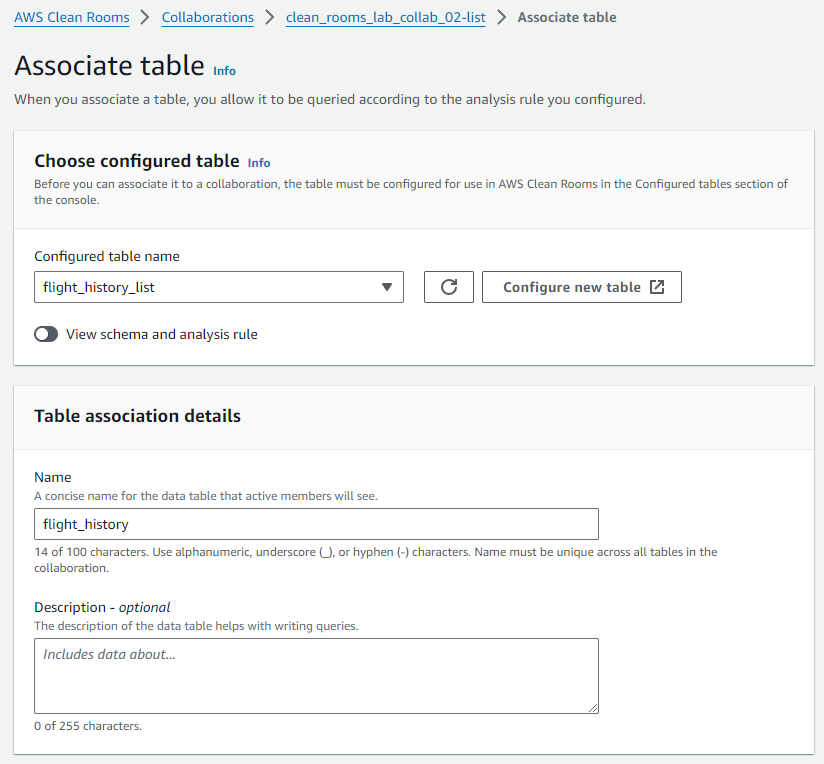 AWS Clean Rooms > Collaborations > clean_rooms_lab_collab_02-list > Associate table
Associate table Info
When you associate a table, you allow it to be queried according to the analysis rule you configured.
Choose configured table Info
Before you can associate it to a collaboration, the table must be configured for use in AWS Clean Rooms in the Configured tables section of
the console.
Configured table name
flight_history_list
Configure new table
View schema and analysis rule
Table association details
Name
A concise name for the data table that active members will see.
flight_history
14 of 100 characters. Use alphanumeric, underscore (_), or hyphen (-) characters. Name must be unique across all tables in the
collaboration.
Description - optional
The description of the data table helps with writing queries.
Includes data about...
0 of 255 characters.